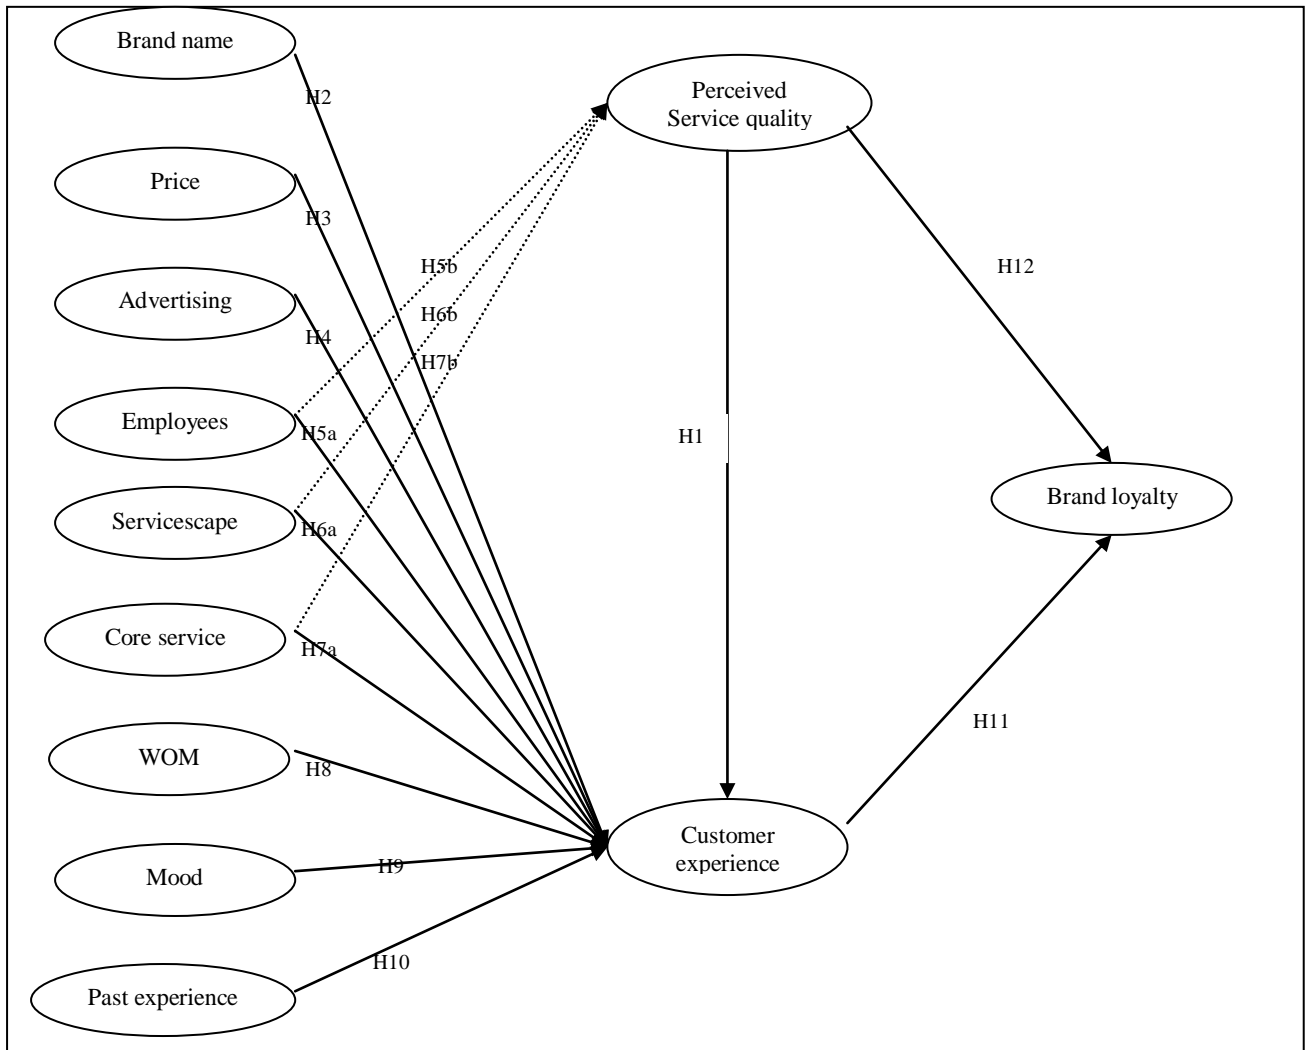 Brand name
H2
Perceived
Service quality
Price
H3
Advertising
H5b
H12
H6b
H4
H7b
Employees
H5a
H1
Servicescape
Brand loyalty
H6a
Core service
H7a
H11
WOM
H8
Customer
experience
Mood
H9
H10
Past experience